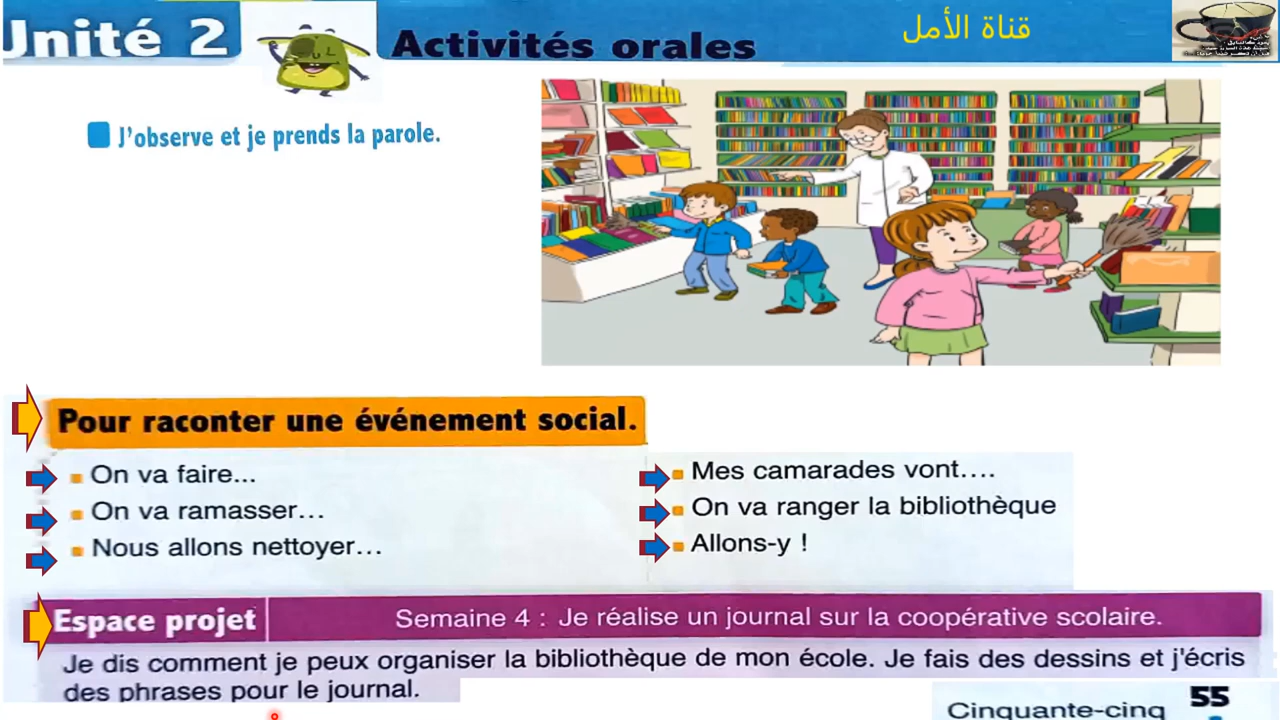 Unité 2
Activités orales
قناة الأمل
J'observe et je prends la parole.
Pour raconter une événement social.
On va faire...
On va ramasser...
Nous allons nettoyer...
Mes camarades vont....
On va ranger la bibliothèque
Allons-y !
Espace projet
Semaine 4 : Je réalise un journal sur la coopérative scolaire.
Je dis comment je peux organiser la bibliothèque de mon école. Je fais des dessins et j'écris
des phrases pour le journal.
Cinquante-cinq
55